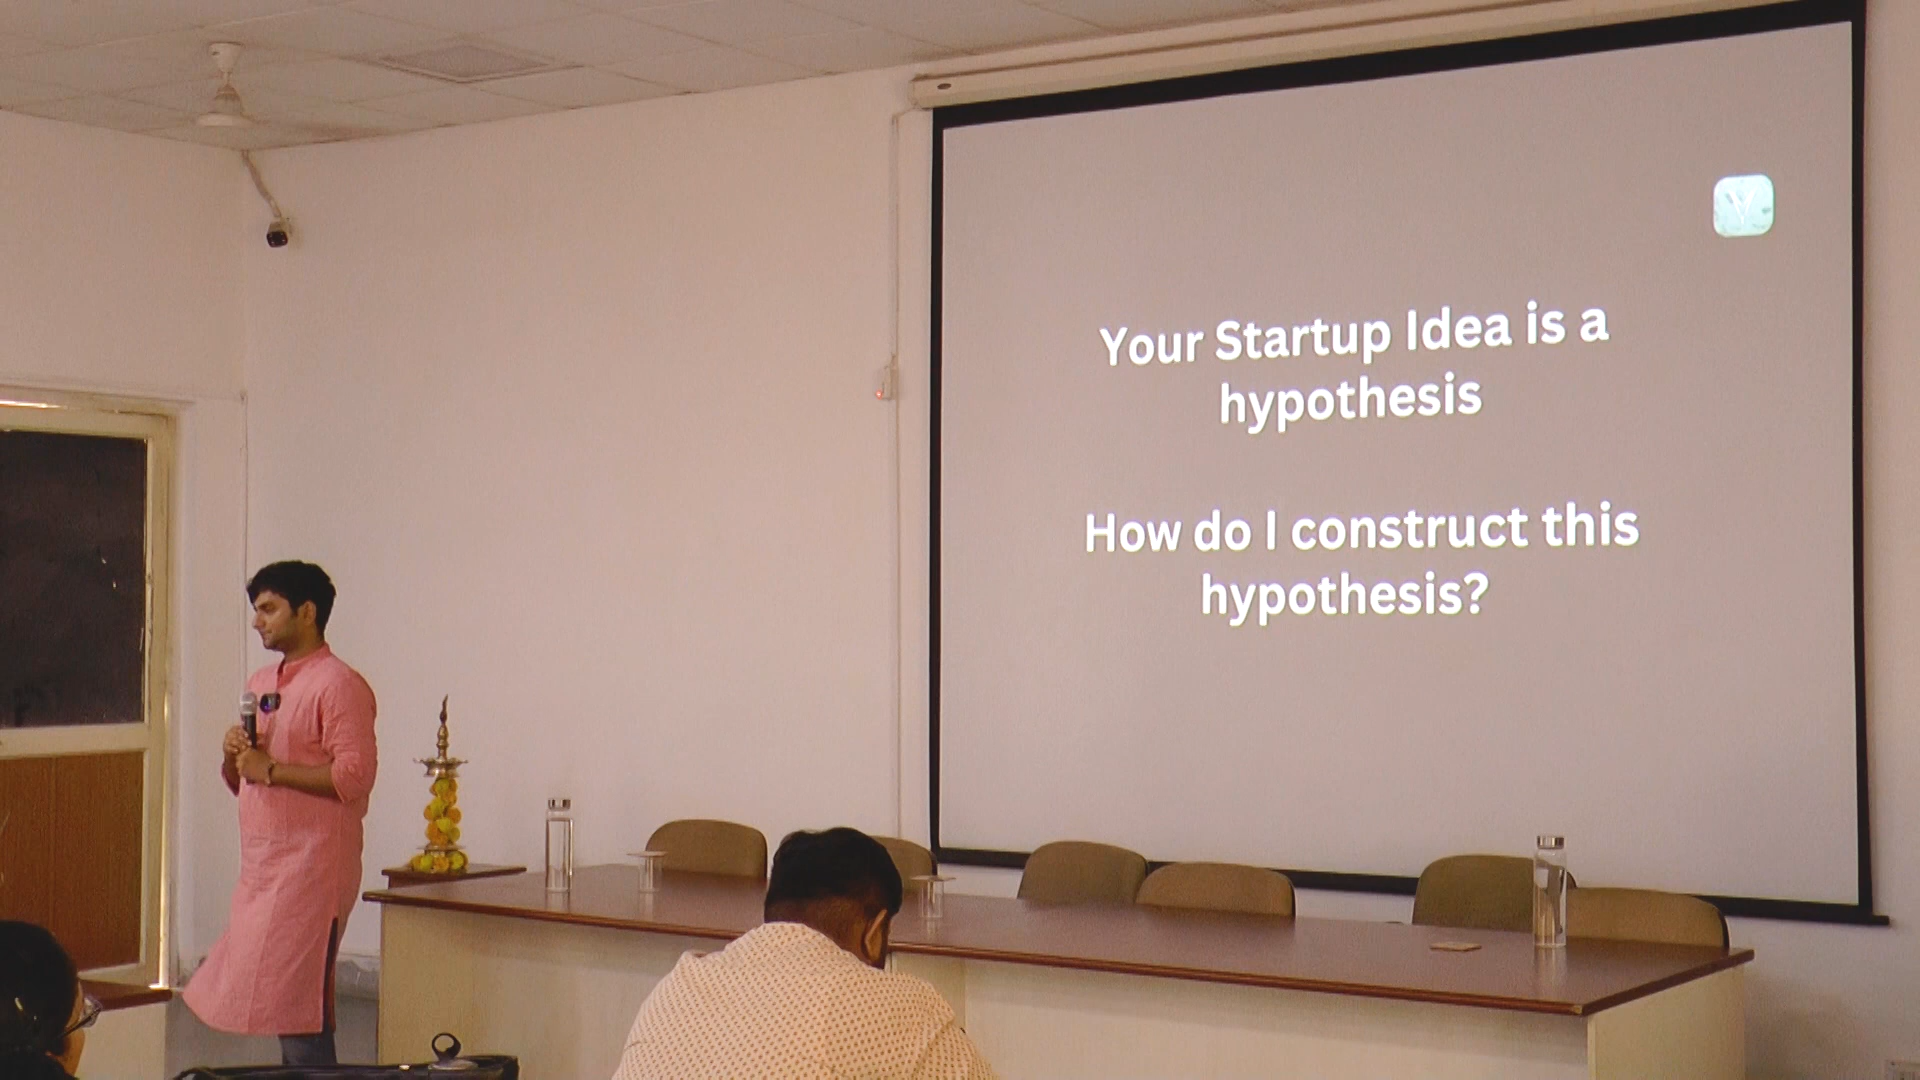 Your Startup Idea is a
hypothesis
How do I construct this
hypothesis?